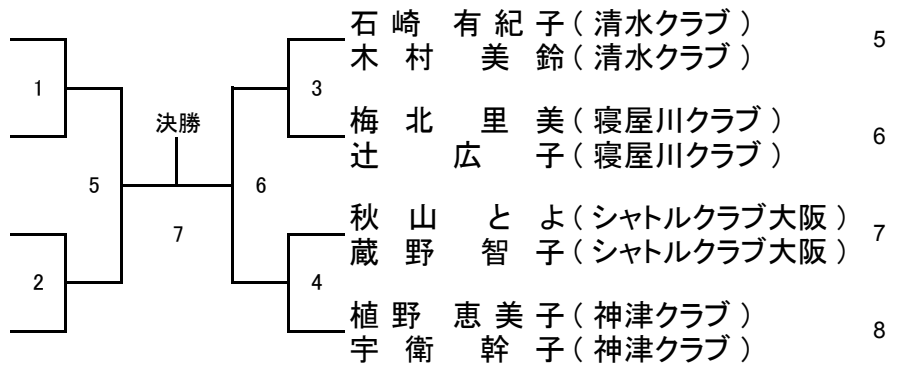 石崎 有紀子(清水クラブ) 5
木村 美鈴(清水クラブ)
1 3
決勝
梅北 里美(寝屋川クラブ) 6
辻 広子(寝屋川クラブ)
5 6
7
秋山 とよ(シャトルクラブ大阪) 7
蔵野 智子(シャトルクラブ大阪)
2 4
植野 恵美子(神津クラブ) 8
宇衛 幹子(神津クラブ)